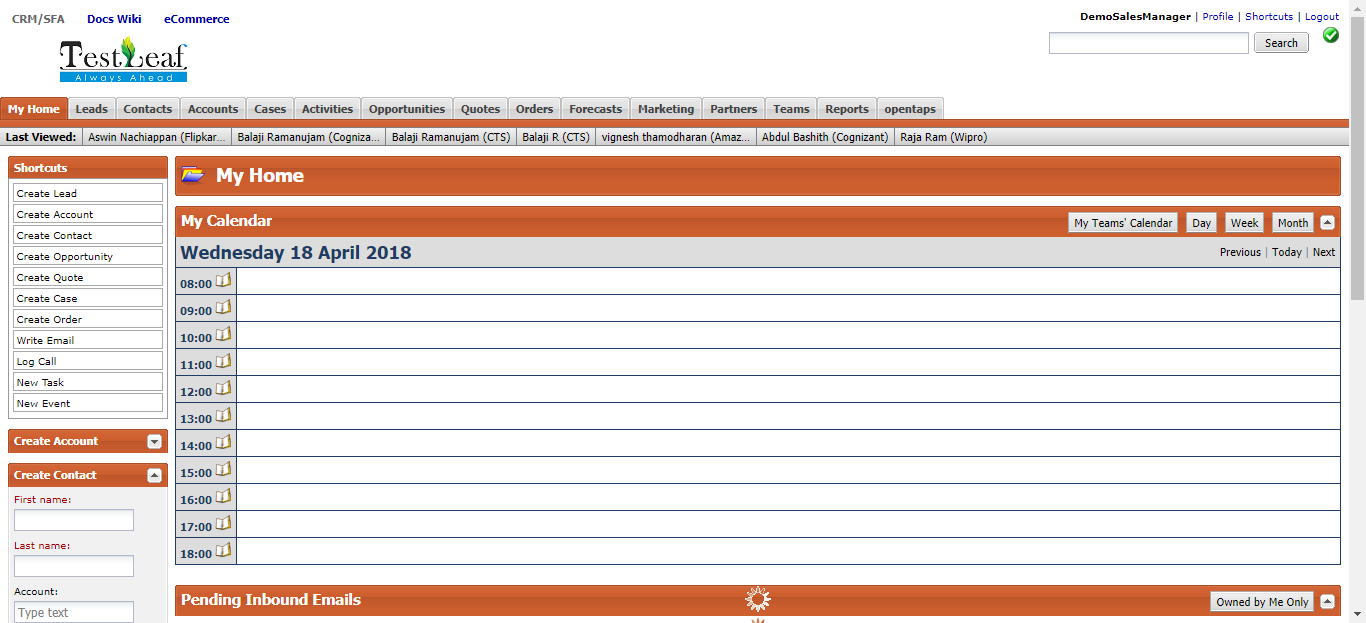 CRM/SFA Docs Wiki eCommerce
DemoSalesManager | Profile | Shortcuts | Logout
Search
TestLeaf
Always Ahead
My Home Leads Contacts Accounts Cases Activities Opportunities Quotes Orders Forecasts Marketing Partners Teams Reports opentaps
Last Viewed: Aswin Nachiappan (Flipkar... Balaji Ramanujam (Cogniza... Balaji Ramanujam (CTS) Balaji R (CTS) vignesh thamodharan (Amaz... Abdul Bashith (Cognizant) Raja Ram (Wipro)
Shortcuts
Create Lead
Create Account
Create Contact
Create Opportunity
Create Quote
Create Case
Create Order
Write Email
Log Call
New Task
New Event
Create Account
Create Contact
First name:
Last name:
Account:
Type text
My Home
My Calendar My Teams' Calendar Day Week Month
Wednesday 18 April 2018 Previous | Today | Next
08:00
09:00
10:00
11:00
12:00
13:00
14:00
15:00
16:00
17:00
18:00
Pending Inbound Emails Owned by Me Only